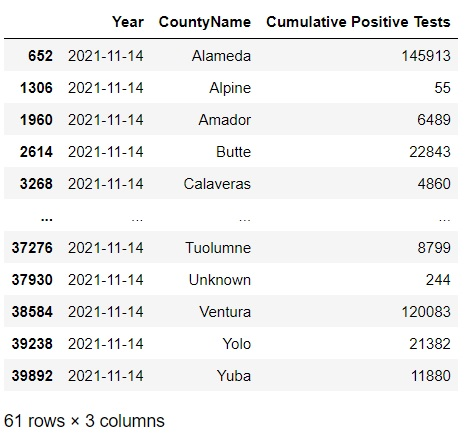 Year CountyName Cumulative Positive Tests
652 2021-11-14 Alameda 145913
1306 2021-11-14 Alpine 55
1960 2021-11-14 Amador 6489
2614 2021-11-14 Butte 22843
3268 2021-11-14 Calaveras 4860
... ... ... ...
37276 2021-11-14 Tuolumne 8799
37930 2021-11-14 Unknown 244
38584 2021-11-14 Ventura 120083
39238 2021-11-14 Yolo 21382
39892 2021-11-14 Yuba 11880
61 rows × 3 columns